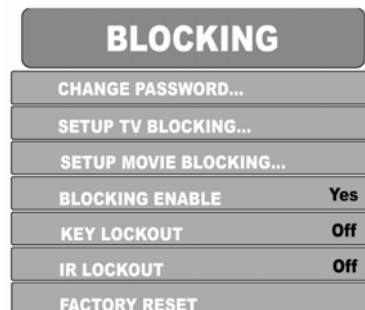 BLOCKING
CHANGE PASSWORD...
SETUP TV BLOCKING...
SETUP MOVIE BLOCKING...
BLOCKING ENABLE Yes
KEY LOCKOUT Off
IR LOCKOUT Off
FACTORY RESET